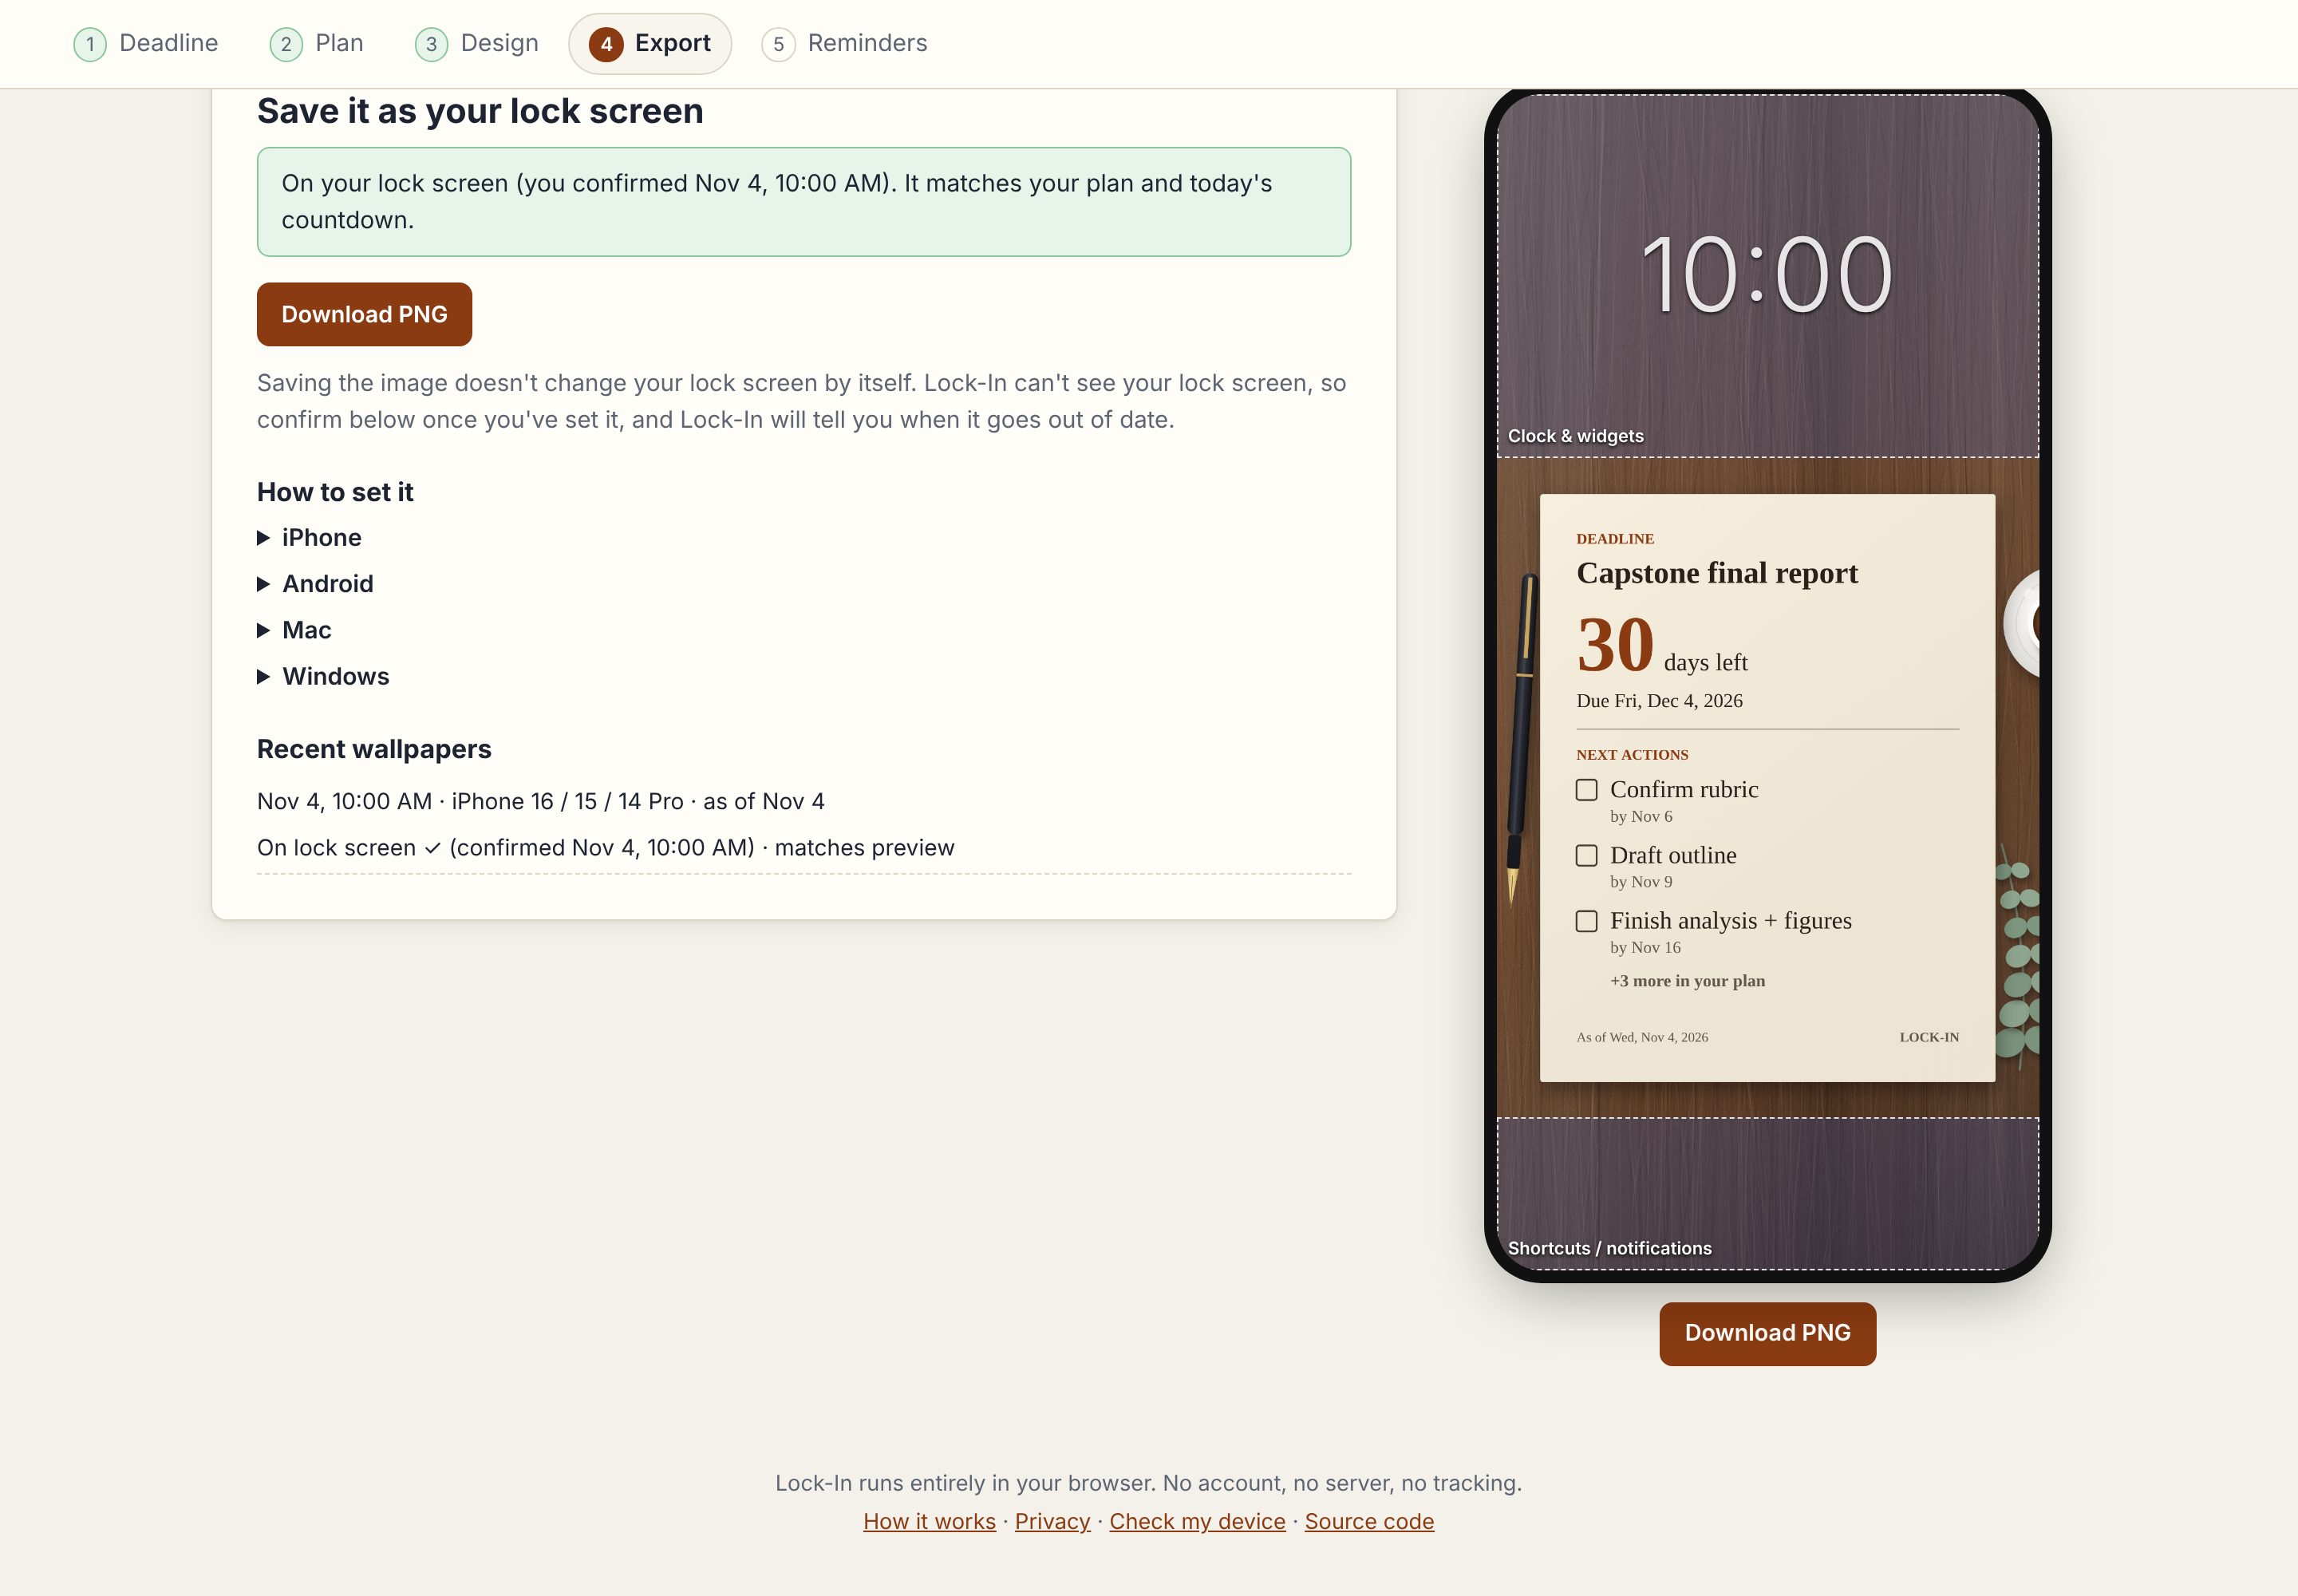 1 Deadline
2 Plan
3 Design
4 Export
5 Reminders
Save it as your lock screen
On your lock screen (you confirmed Nov 4, 10:00 AM). It matches your plan and today's
countdown.
Download PNG
Saving the image doesn't change your lock screen by itself. Lock-In can't see your lock screen, so
confirm below once you've set it, and Lock-In will tell you when it goes out of date.
How to set it
iPhone
Android
Mac
Windows
Recent wallpapers
Nov 4, 10:00 AM · iPhone 16 / 15 / 14 Pro · as of Nov 4
On lock screen ✓ (confirmed Nov 4, 10:00 AM) · matches preview
10:00
Clock & widgets
DEADLINE
Capstone final report
30 days left
Due Fri, Dec 4, 2026
NEXT ACTIONS
Confirm rubric
by Nov 6
Draft outline
by Nov 9
Finish analysis + figures
by Nov 16
+3 more in your plan
As of Wed, Nov 4, 2026
LOCK-IN
Shortcuts / notifications
Download PNG
Lock-In runs entirely in your browser. No account, no server, no tracking.
How it works · Privacy · Check my device · Source code